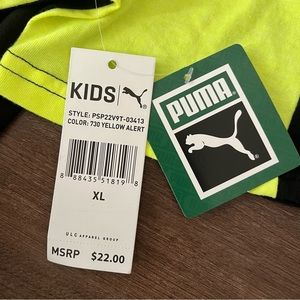 KIDS
STYLE: PSP22V9T-03413
COLOR: 730 YELLOW ALERT
8 88435 51819 8
XL
ULC APPAREL GROUP
MSRP $22.00
PUMA